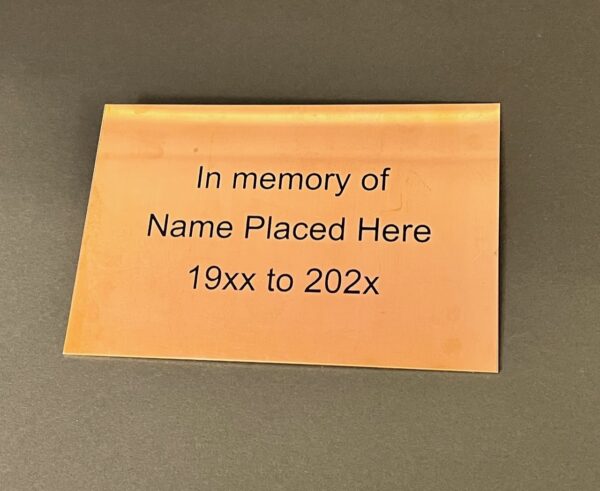 In memory of
Name Placed Here
19xx to 202x